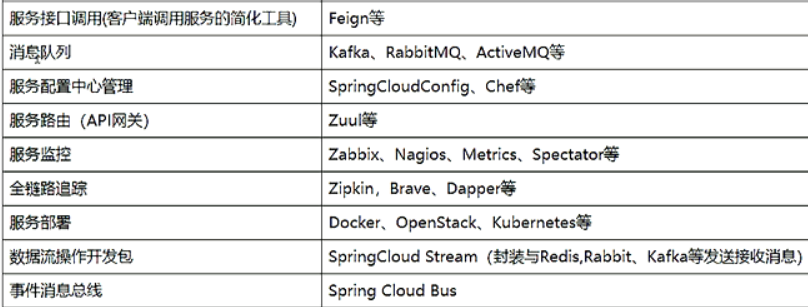 服务接口调用(客户端调用服务的简化工具) Feign等
消息队列 Kafka、RabbitMQ、ActiveMQ等
服务配置中心管理 SpringCloudConfig、Chef等
服务路由（API网关） Zuul等
服务监控 Zabbix、Nagios、Metrics、Spectator等
全链路追踪 Zipkin，Brave、Dapper等
服务部署 Docker、OpenStack、Kubernetes等
数据流操作开发包 SpringCloud Stream（封装与Redis,Rabbit、Kafka等发送接收消息）
事件消息总线 Spring Cloud Bus